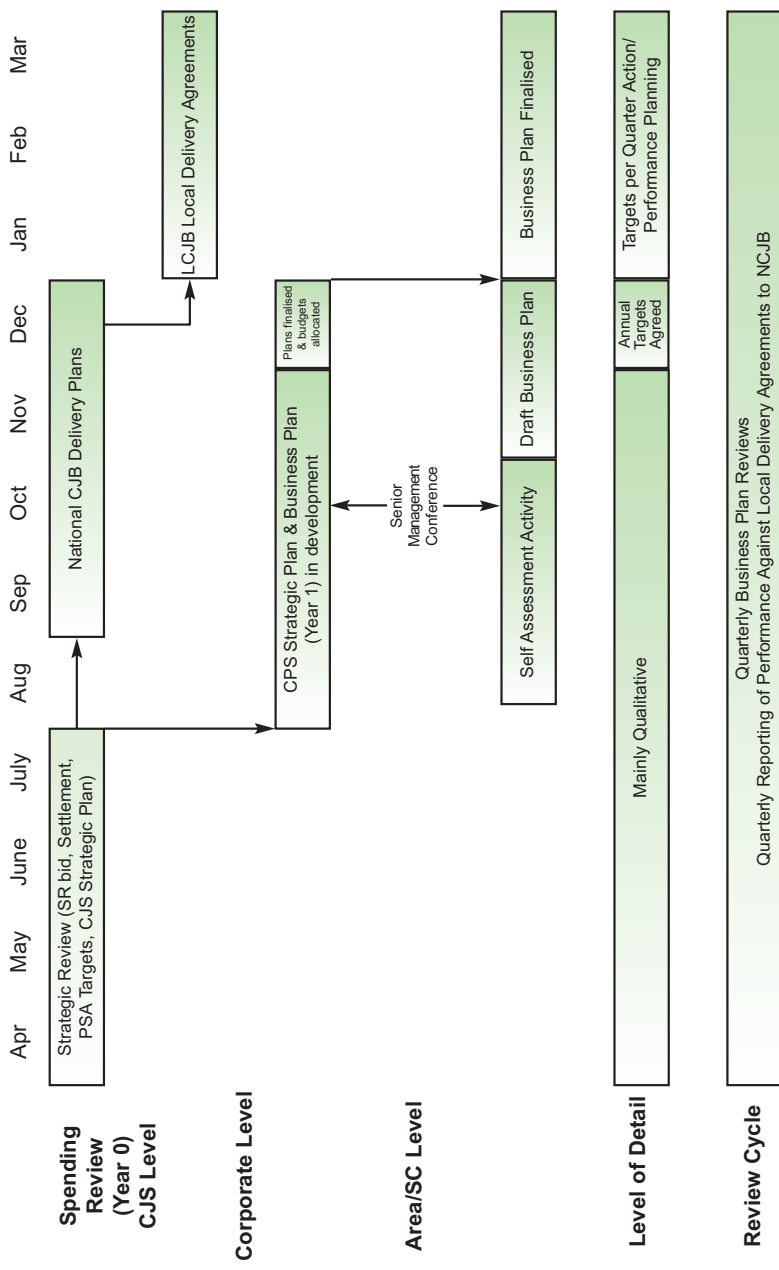 Apr May June July Aug Sep Oct Nov Dec Jan Feb Mar
Spending
Review
(Year 0)
CJS Level
Strategic Review (SR bid, Settlement,
PSA Targets, CJS Strategic Plan)
National CJB Delivery Plans
LCJB Local Delivery Agreements
Corporate Level
CPS Strategic Plan & Business Plan
(Year 1) in development
Plans finalised
& budgets
allocated
Senior
Management
Conference
Area/SC Level
Self Assessment Activity
Draft Business Plan
Business Plan Finalised
Level of Detail
Mainly Qualitative
Annual
Targets
Agreed
Targets per Quarter Action/
Performance Planning
Review Cycle
Quarterly Business Plan Reviews
Quarterly Reporting of Performance Against Local Delivery Agreements to NCJB